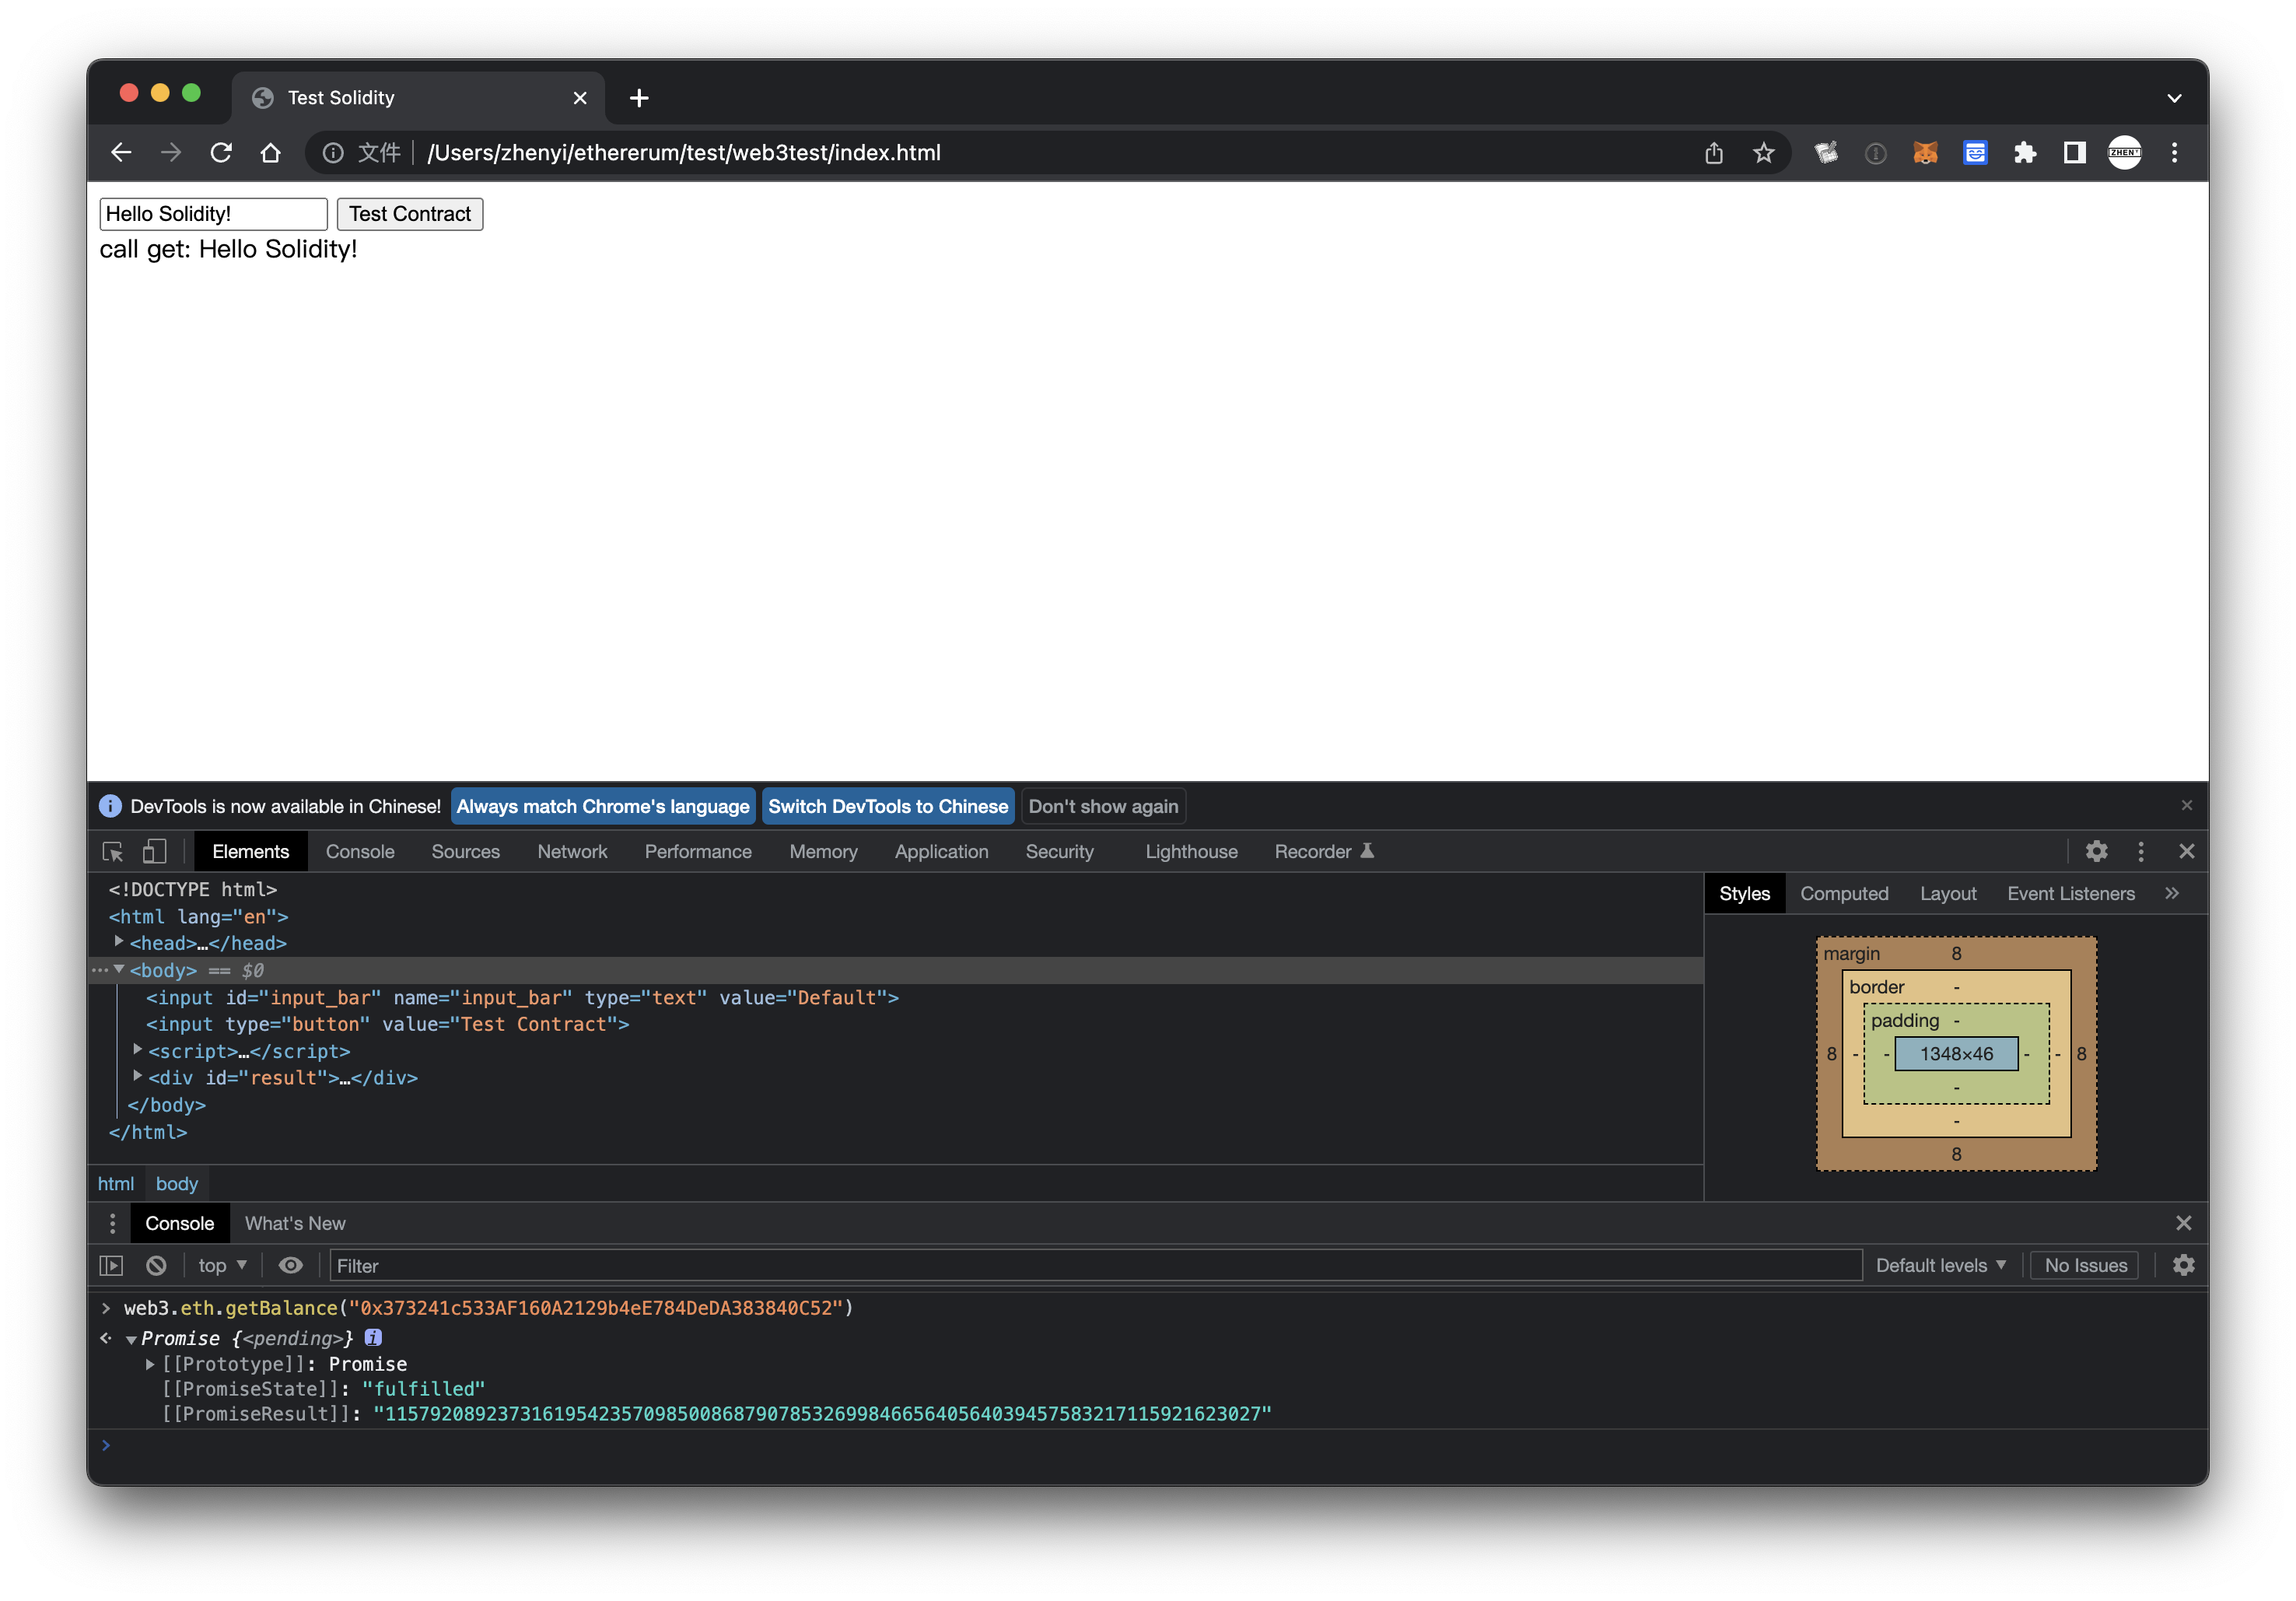 Test Solidity
文件 /Users/zhenyi/ethererum/test/web3test/index.html
ZHENY
Hello Solidity! Test Contract
call get: Hello Solidity!
DevTools is now available in Chinese! Always match Chrome's language Switch DevTools to Chinese Don't show again
Elements Console Sources Network Performance Memory Application Security Lighthouse Recorder
<!DOCTYPE html>
<html lang="en">
<head>…</head>
<body> == $0
<input id="input_bar" name="input_bar" type="text" value="Default">
<input type="button" value="Test Contract">
<script>…</script>
<div id="result">…</div>
</body>
</html>
html body
Styles Computed Layout Event Listeners
margin 8
border -
padding -
8 - - 1348×46 - - 8
-
-
8
Console What's New
top Filter Default levels No Issues
web3.eth.getBalance("0x373241c533AF160A2129b4eE784DeDA383840C52")
Promise {<pending>} i
[[Prototype]]: Promise
[[PromiseState]]: "fulfilled"
[[PromiseResult]]: "115792089237316195423570985008687907853269984665640564039457583217115921623027"